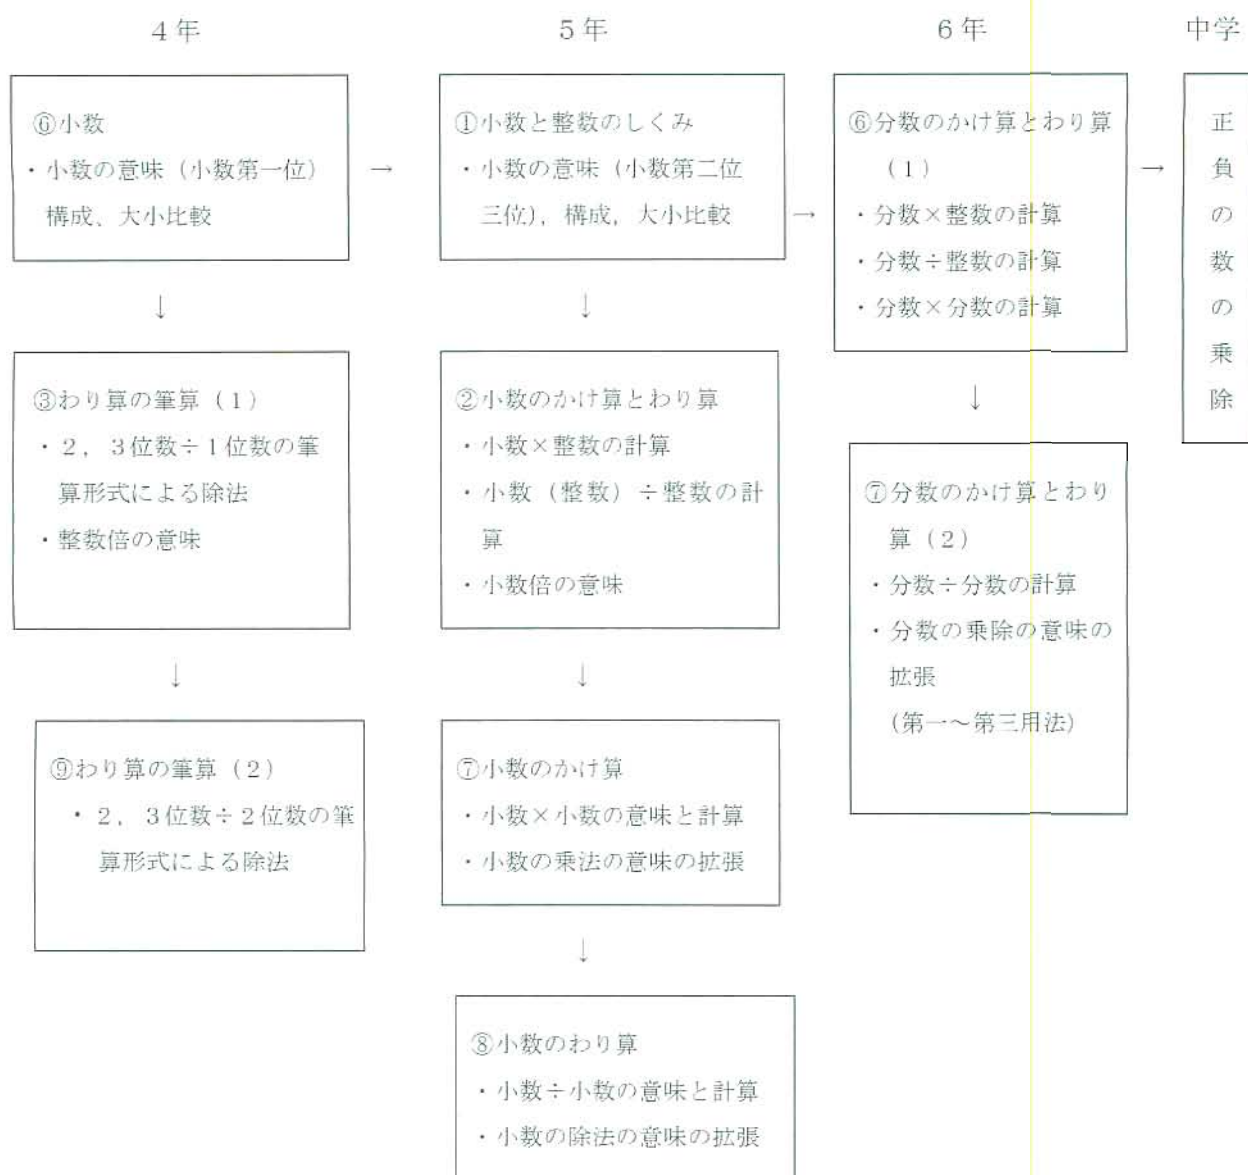 4年
⑥小数
・小数の意味（小数第一位）
構成、大小比較
→
↓
③わり算の筆算（1）
・2，3位数÷1位数の筆
算形式による除法
・整数倍の意味
↓
⑨わり算の筆算（2）
・2，3位数÷2位数の筆
算形式による除法
5年
①小数と整数のしくみ
・小数の意味（小数第二位
三位），構成，大小比較
→
↓
②小数のかけ算とわり算
・小数×整数の計算
・小数（整数）÷整数の計
算
・小数倍の意味
↓
⑦小数のかけ算
・小数×小数の意味と計算
・小数の乗法の意味の拡張
↓
⑧小数のわり算
・小数÷小数の意味と計算
・小数の除法の意味の拡張
6年
⑥分数のかけ算とわり算
（1）
・分数×整数の計算
・分数÷整数の計算
・分数×分数の計算
→
↓
⑦分数のかけ算とわり
算（2）
・分数÷分数の計算
・分数の乗除の意味の
拡張
(第一～第三用法)
中学
正負の数の乗除